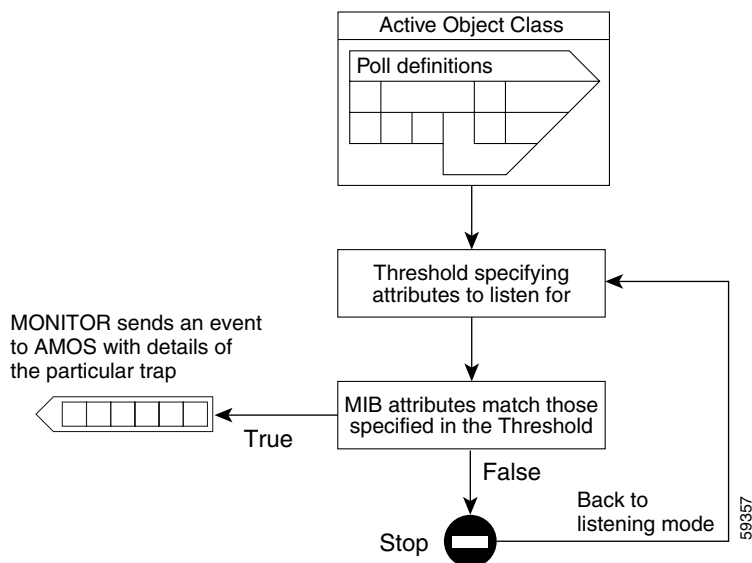 Active Object Class
Poll definitions
Threshold specifying
attributes to listen for
MONITOR sends an event
to AMOS with details of
the particular trap
MIB attributes match those
specified in the Threshold
True
False
Back to
listening mode
Stop
59357